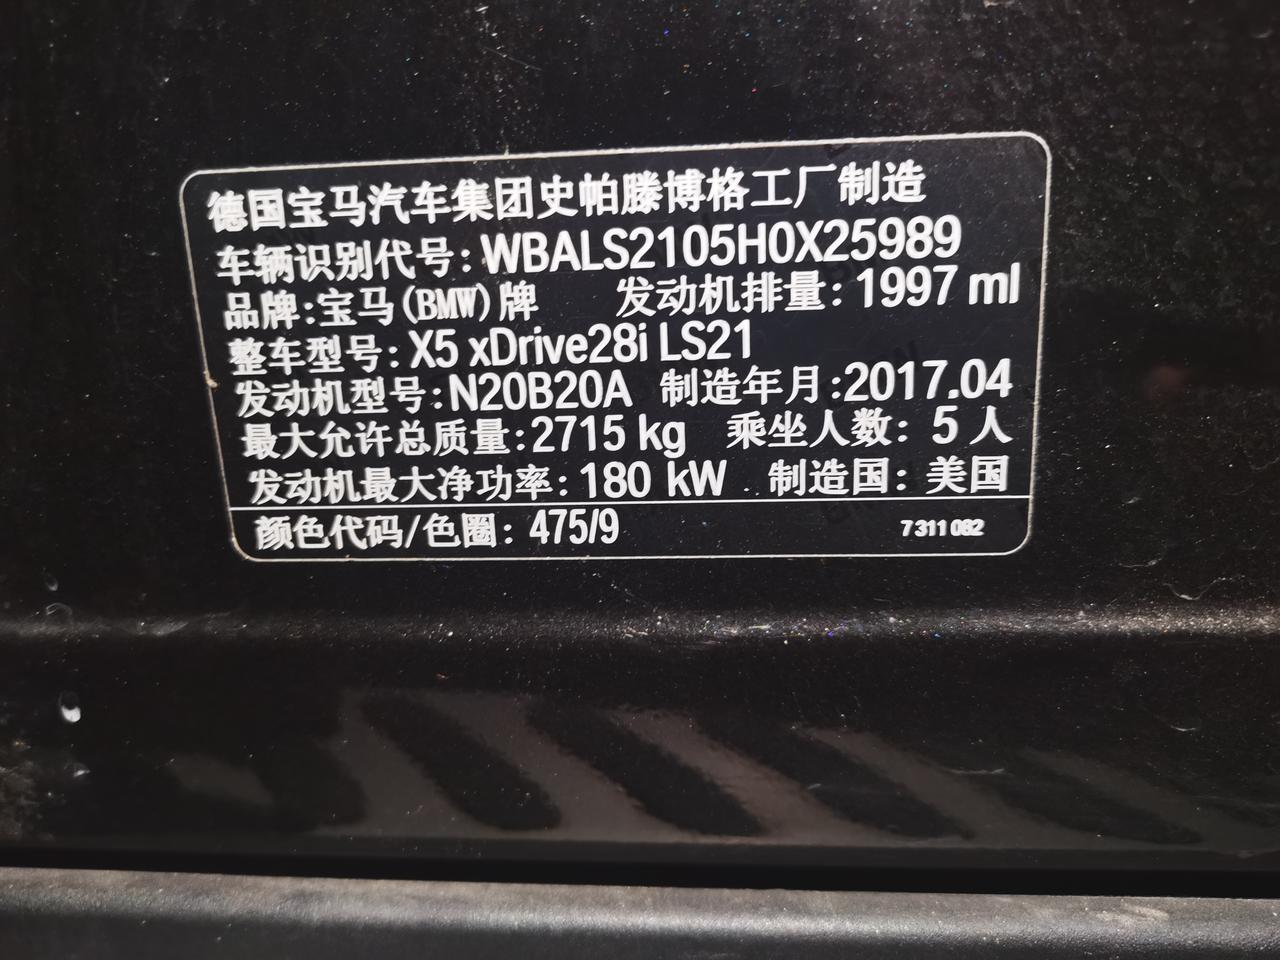 德国宝马汽车集团史帕滕博格工厂制造
车辆识别代号:WBALS2105H0X25989
品牌:宝马(BMW)牌 发动机排量:1997 ml
整车型号:X5 xDrive28i LS21
发动机型号:N20B20A 制造年月:2017.04
最大允许总质量:2715 kg 乘坐人数: 5 人
发动机最大净功率:180 kW 制造国: 美国
颜色代码/色圈: 475/9 7311082